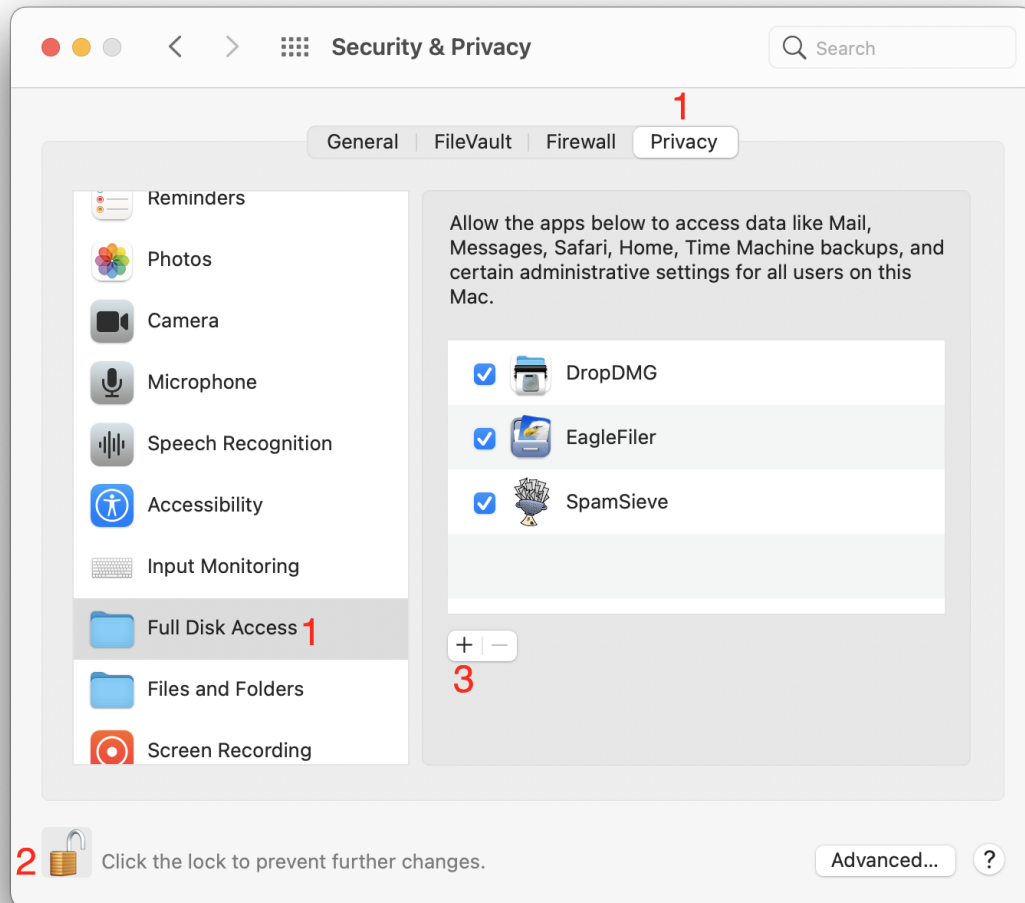 Security & Privacy
Search
1
General
FileVault
Firewall
Privacy
Reminders
Photos
Camera
Microphone
Speech Recognition
Accessibility
Input Monitoring
Full Disk Access 1
Files and Folders
Screen Recording
Allow the apps below to access data like Mail,
Messages, Safari, Home, Time Machine backups, and
certain administrative settings for all users on this
Mac.
DropDMG
EagleFiler
SpamSieve
+ −
3
2 Click the lock to prevent further changes.
Advanced...
?